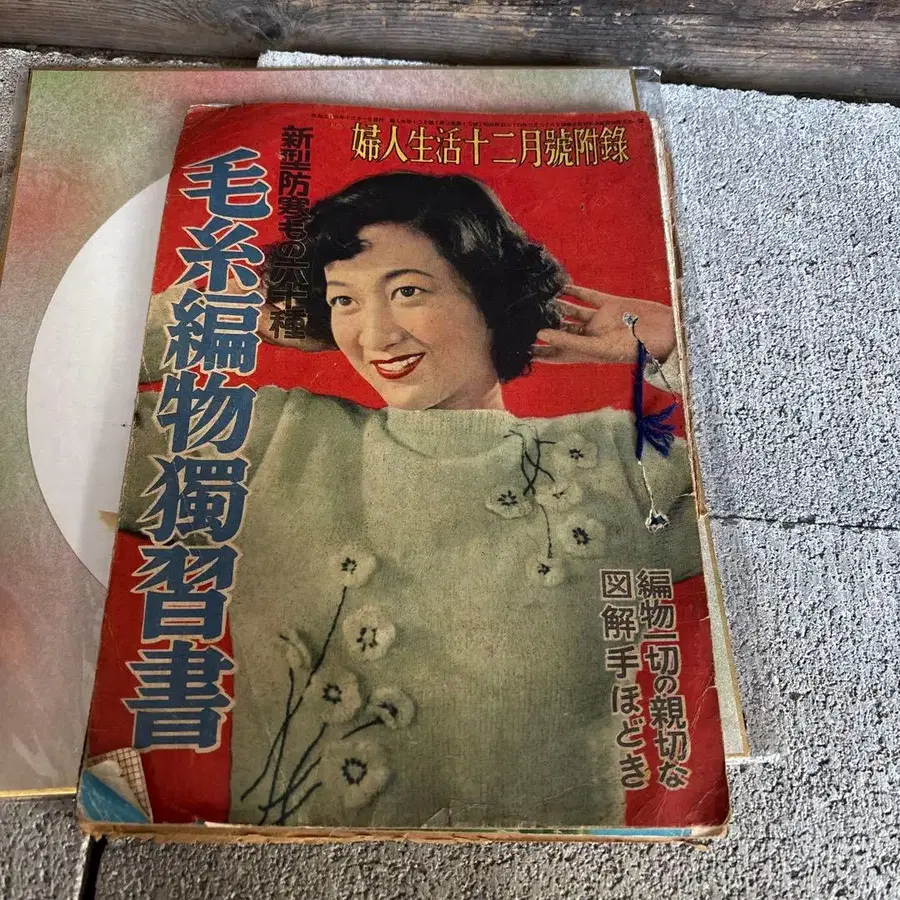 婦人生活十二月號附錄
新型防寒もの六十種
毛糸編物獨習書
編物一切の親切な
図解手ほどき